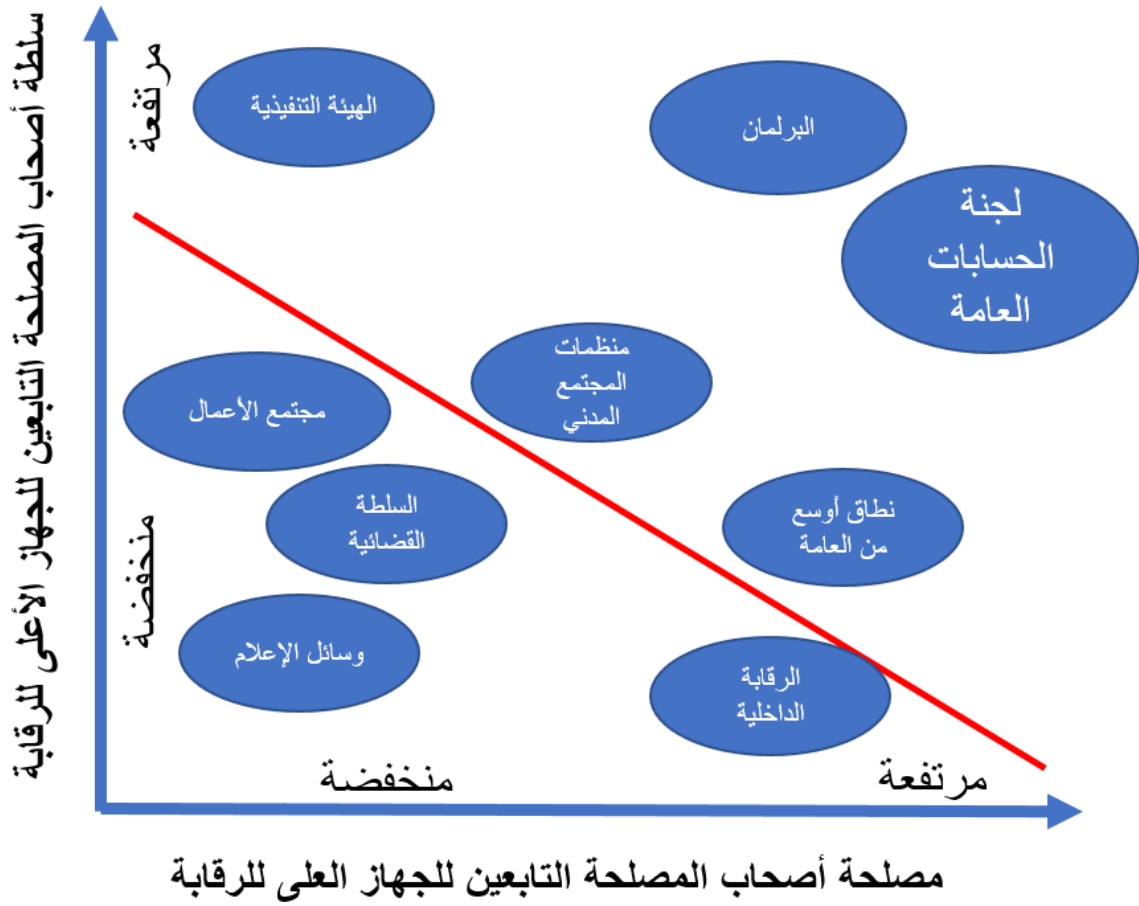 سلطة أصحاب المصلحة التابعين للجهاز الأعلى للرقابة
مرتفعة
منخفضة
الهيئة التنفيذية
البرلمان
لجنة
الحسابات
العامة
منظمات
المجتمع
المدني
مجتمع الأعمال
السلطة
القضائية
نطاق أوسع
من العامة
وسائل الإعلام
الرقابة
الداخلية
منخفضة
مرتفعة
مصلحة أصحاب المصلحة التابعين للجهاز العلى للرقابة